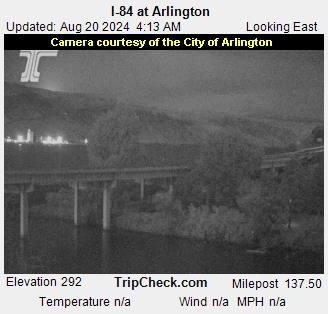 I-84 at Arlington
Updated: Aug 20 2024 4:13 AM Looking East
Camera courtesy of the City of Arlington
Elevation 292 TripCheck.com Milepost 137.50
Temperature n/a Wind n/a MPH n/a